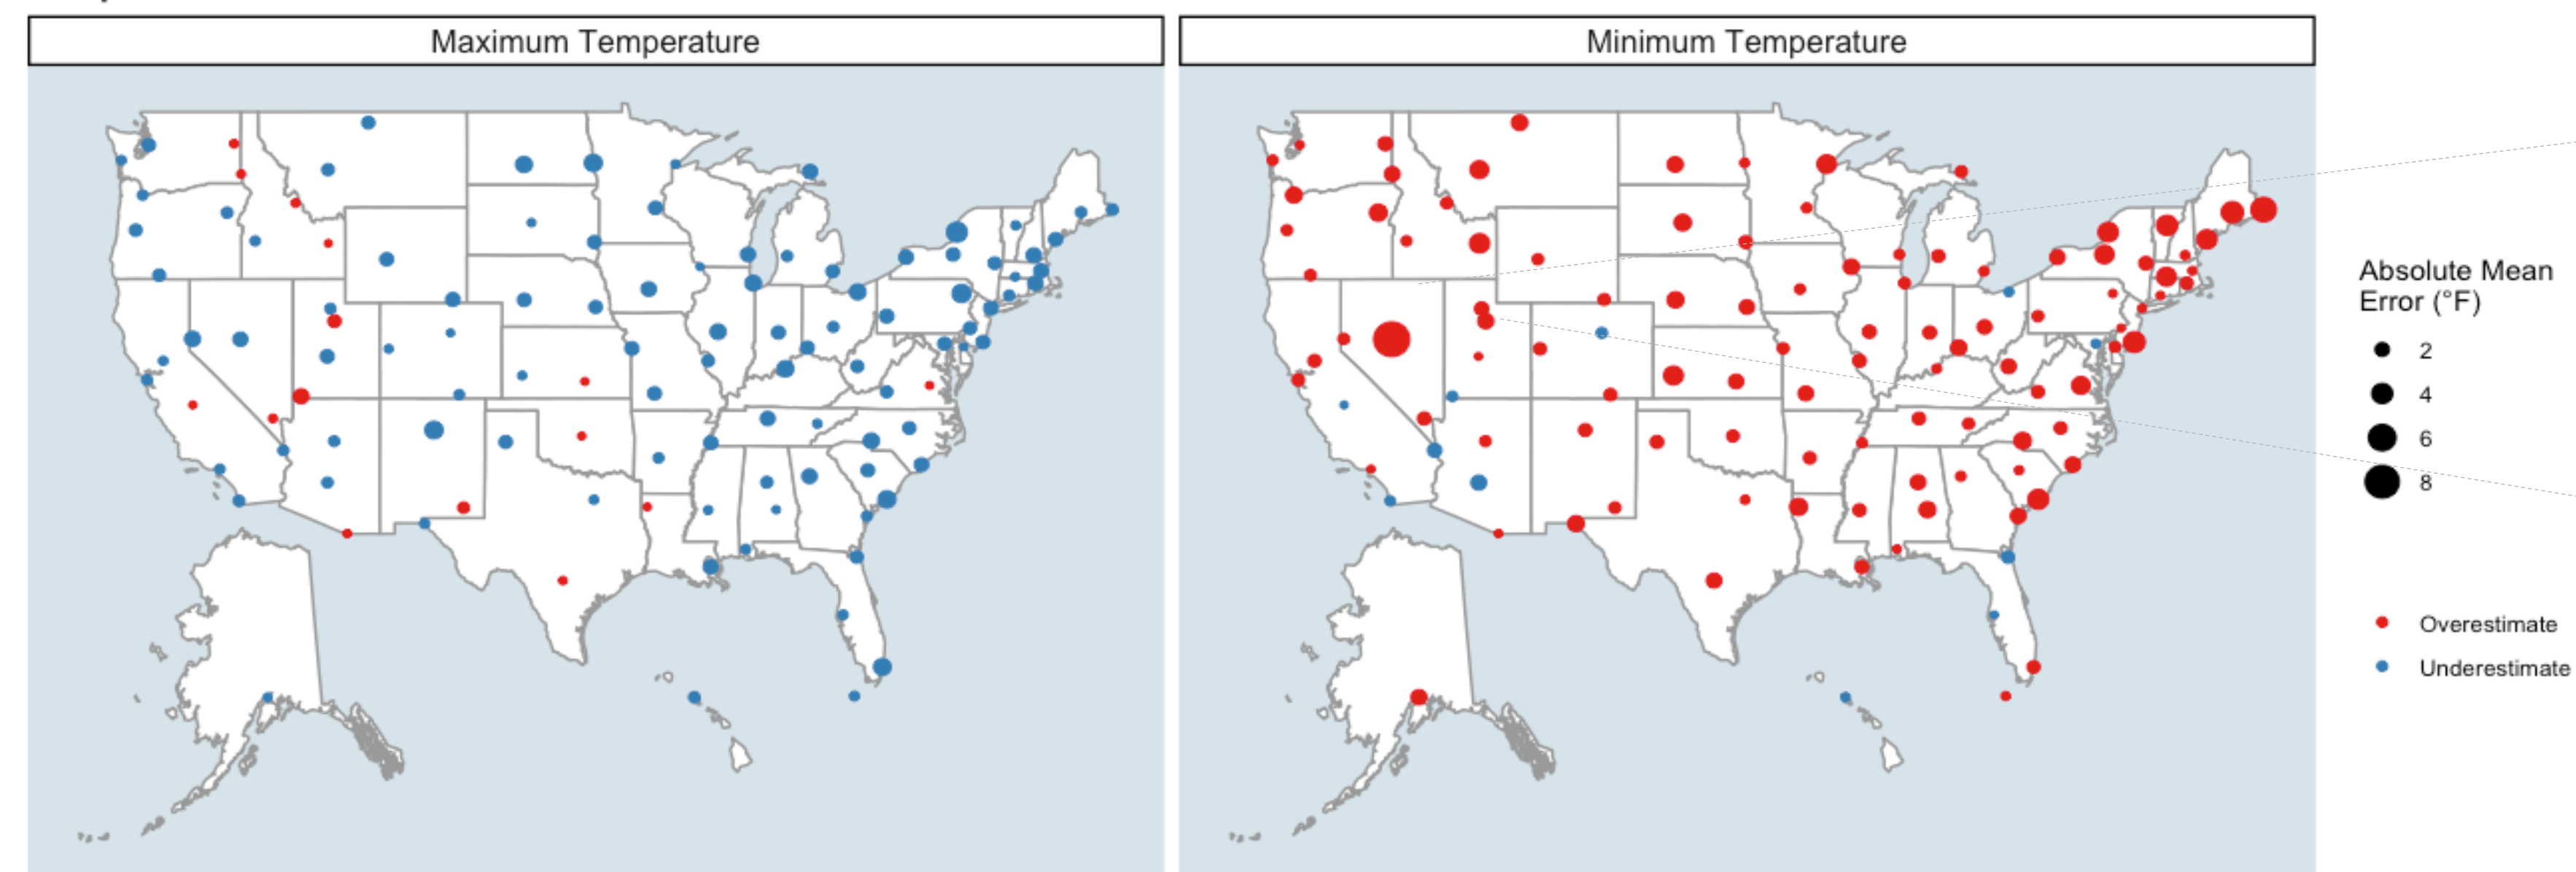 Maximum Temperature
Minimum Temperature
Absolute Mean
Error (°F)
2
4
6
8
Overestimate
Underestimate